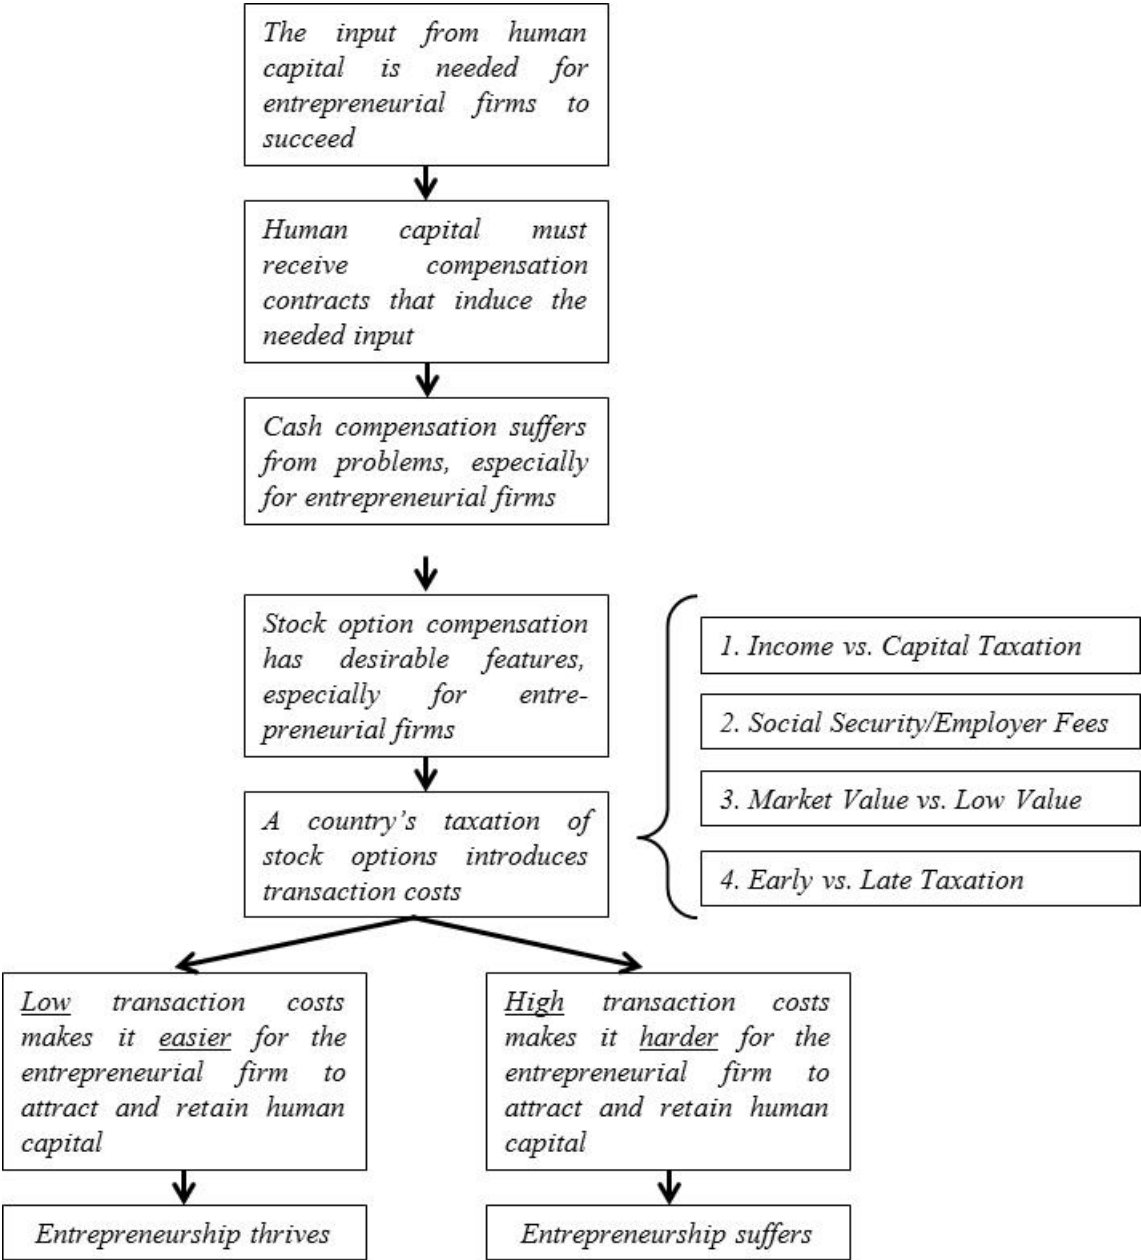 The input from human
capital is needed for
entrepreneurial firms to
succeed
Human capital must
receive compensation
contracts that induce the
needed input
Cash compensation suffers
from problems, especially
for entrepreneurial firms
Stock option compensation
has desirable features,
especially for entre-
preneurial firms
A country’s taxation of
stock options introduces
transaction costs
1. Income vs. Capital Taxation
2. Social Security/Employer Fees
3. Market Value vs. Low Value
4. Early vs. Late Taxation
Low transaction costs
makes it easier for the
entrepreneurial firm to
attract and retain human
capital
High transaction costs
makes it harder for the
entrepreneurial firm to
attract and retain human
capital
Entrepreneurship thrives
Entrepreneurship suffers